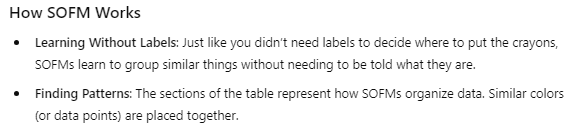 How SOFM Works
• Learning Without Labels: Just like you didn't need labels to decide where to put the crayons,
SOFMs learn to group similar things without needing to be told what they are.
• Finding Patterns: The sections of the table represent how SOFMs organize data. Similar colors
(or data points) are placed together.